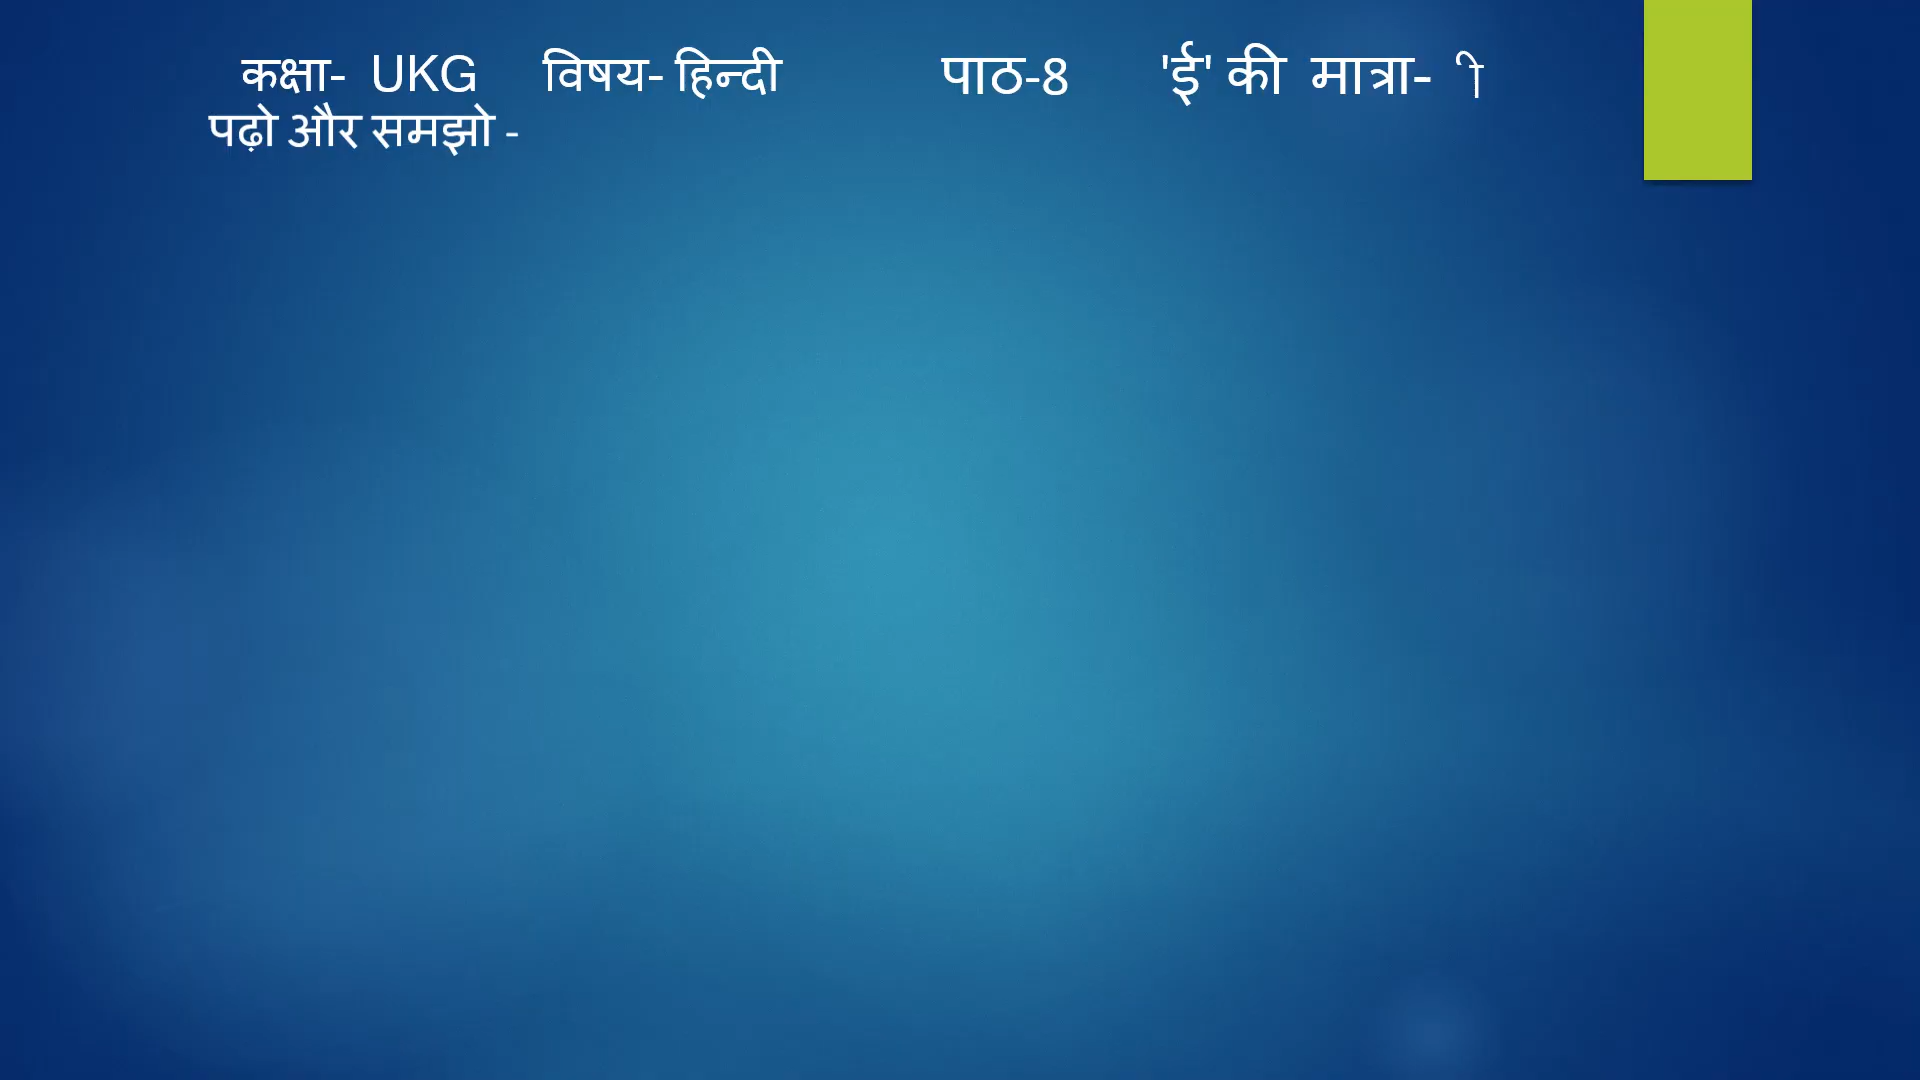 कक्षा- UKG विषय- हिन्दी पाठ-8 'ई' की मात्रा- ी
पढ़ो और समझो -